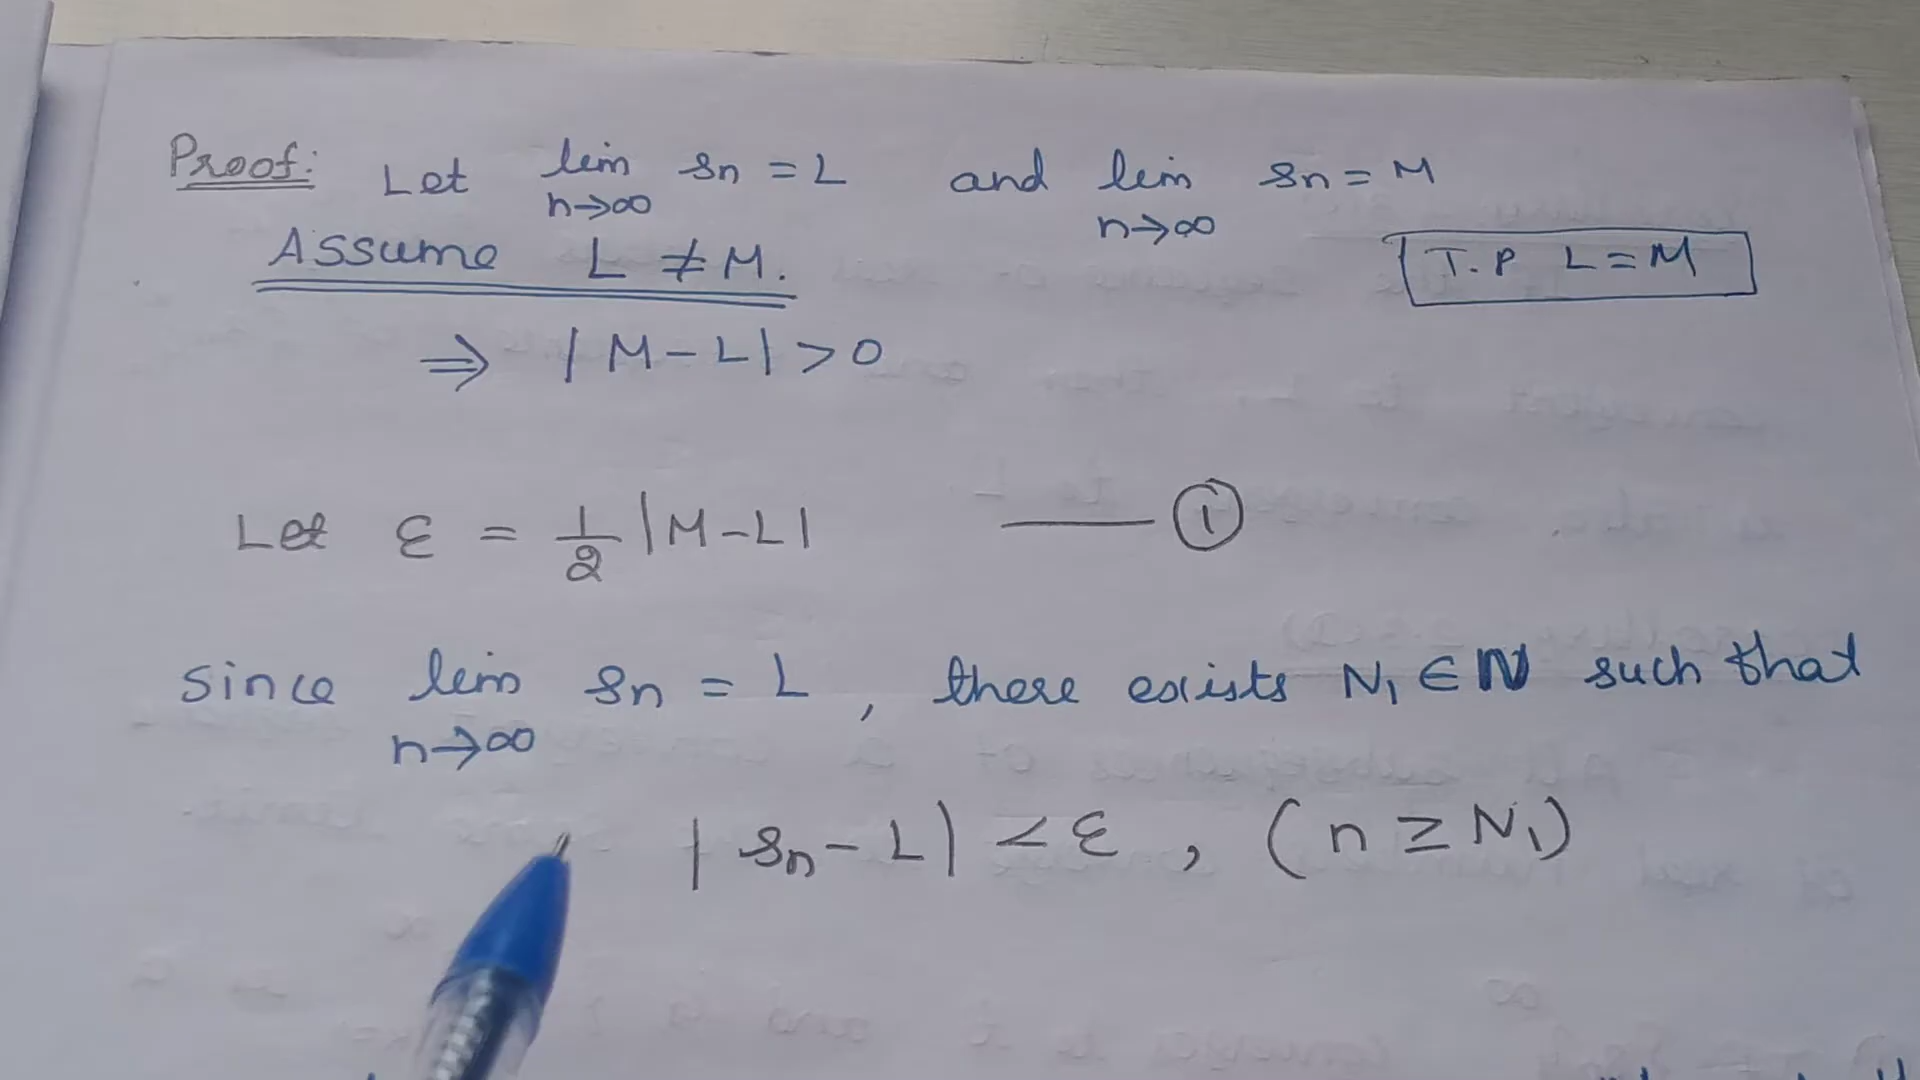 Proof: Let lim n→∞ sn = L and lim n→∞ sn = M
Assume L ≠ M.
T.P L = M
⇒ |M - L| > 0
Let ε = 1/2 |M - L| —— ①
since lim n→∞ sn = L, there exists N₁ ∈ ℕ such that
|sn - L| < ε, (n ≥ N₁)